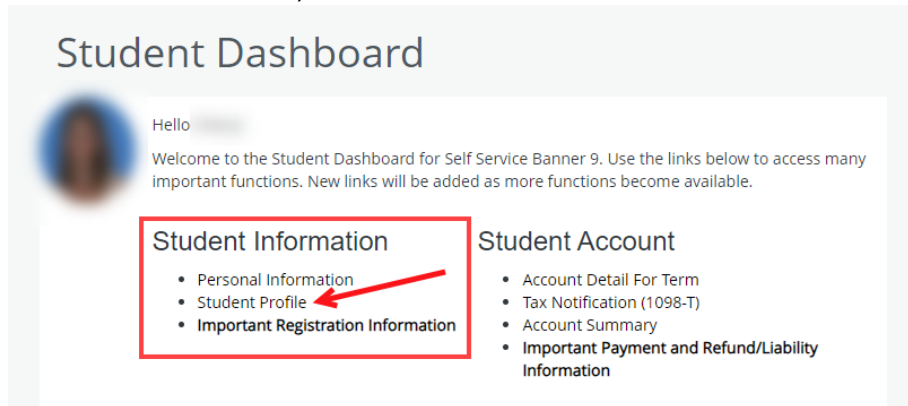 Student Dashboard
Hello
Welcome to the Student Dashboard for Self Service Banner 9. Use the links below to access many
important functions. New links will be added as more functions become available.
Student Information
• Personal Information
• Student Profile
• Important Registration Information
Student Account
• Account Detail For Term
• Tax Notification (1098-T)
• Account Summary
• Important Payment and Refund/Liability
Information